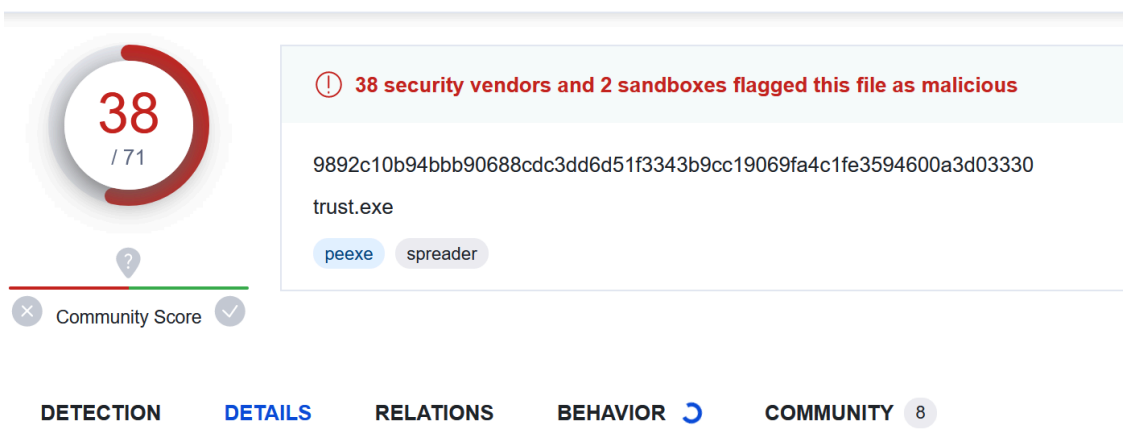 38
/ 71
?
Community Score
38 security vendors and 2 sandboxes flagged this file as malicious
9892c10b94bbb90688cdc3dd6d51f3343b9cc19069fa4c1fe3594600a3d03330
trust.exe
peexe spreader
DETECTION DETAILS RELATIONS BEHAVIOR COMMUNITY 8